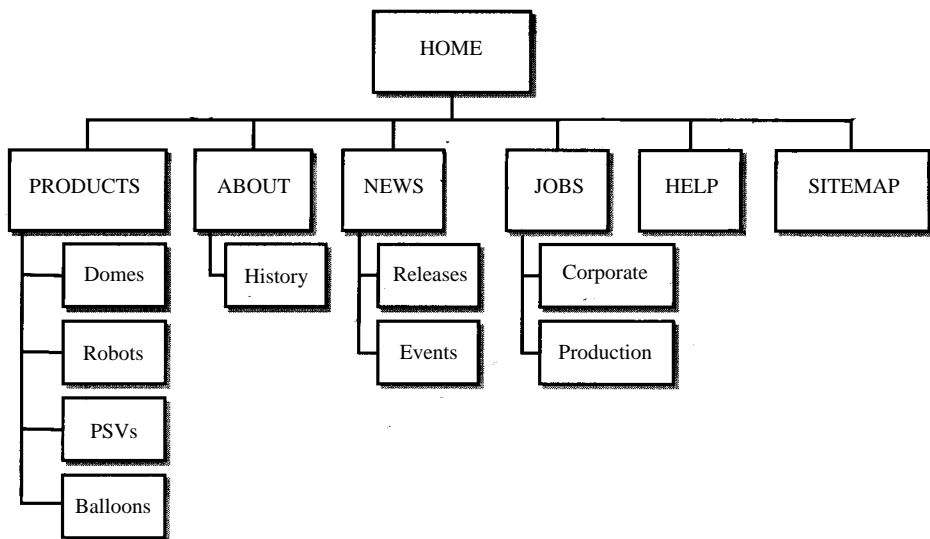 HOME
PRODUCTS
ABOUT
NEWS
JOBS
HELP
SITEMAP
Domes
History
Releases
Corporate
Robots
Events
Production
PSVs
Balloons